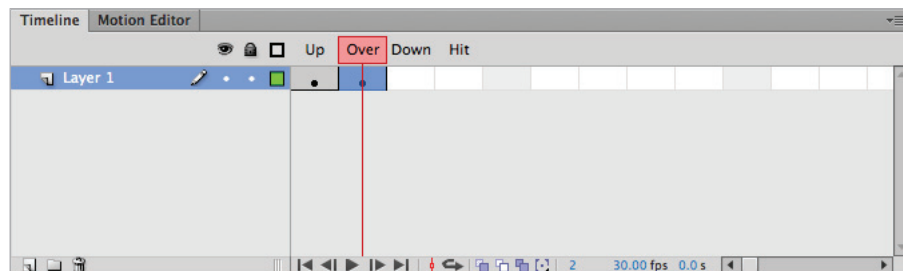 Timeline Motion Editor
Up Over Down Hit
Layer 1
2 30.00 fps 0.0 s